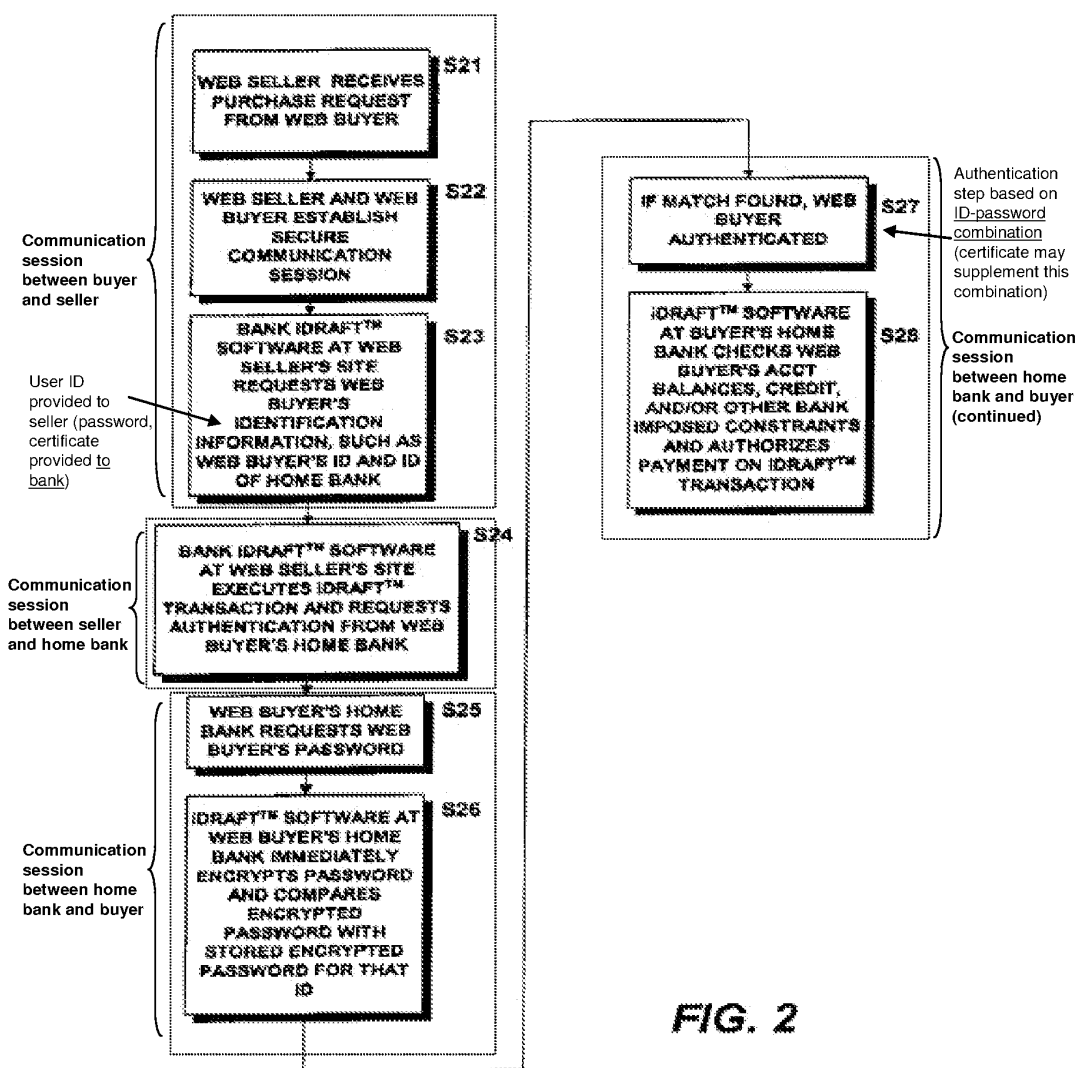 S21
WEB SELLER RECEIVES
PURCHASE REQUEST
FROM WEB BUYER
S22
WEB SELLER AND WEB
BUYER ESTABLISH
SECURE
COMMUNICATION
SESSION
Communication
session
between buyer
and seller
S23
BANK IDRAFT™
SOFTWARE AT WEB
SELLER'S SITE
REQUESTS WEB
BUYER'S
IDENTIFICATION
INFORMATION, SUCH AS
WEB BUYER'S ID AND ID
OF HOME BANK
User ID
provided to
seller (password,
certificate
provided to
bank)
S24
BANK IDRAFT™ SOFTWARE
AT WEB SELLER'S SITE
EXECUTES IDRAFT™
TRANSACTION AND REQUESTS
AUTHENTICATION FROM WEB
BUYER'S HOME BANK
Communication
session
between seller
and home bank
S25
WEB BUYER'S HOME
BANK REQUESTS WEB
BUYER'S PASSWORD
S26
IDRAFT™ SOFTWARE AT
WEB BUYER'S HOME
BANK IMMEDIATELY
ENCRYPTS PASSWORD
AND COMPARES
ENCRYPTED
PASSWORD WITH
STORED ENCRYPTED
PASSWORD FOR THAT
ID
Communication
session
between home
bank and buyer
S27
IF MATCH FOUND, WEB
BUYER
AUTHENTICATED
Authentication
step based on
ID-password
combination
(certificate may
supplement this
combination)
S28
IDRAFT™ SOFTWARE
AT BUYER'S HOME
BANK CHECKS WEB
BUYER'S ACCT
BALANCES, CREDIT,
AND/OR OTHER BANK
IMPOSED CONSTRAINTS
AND AUTHORIZES
PAYMENT ON IDRAFT™
TRANSACTION
Communication
session
between home
bank and buyer
(continued)
FIG. 2